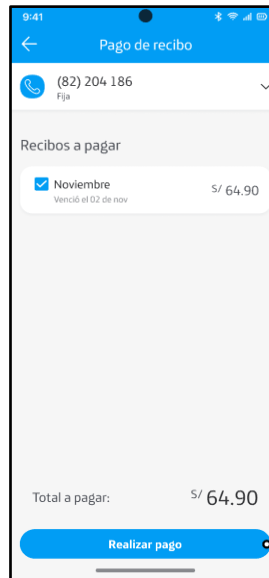 9:41
Pago de recibo
(82) 204 186
Fija
Recibos a pagar
Noviembre
S/ 64.90
Venció el 02 de nov
Total a pagar:
S/ 64.90
Realizar pago